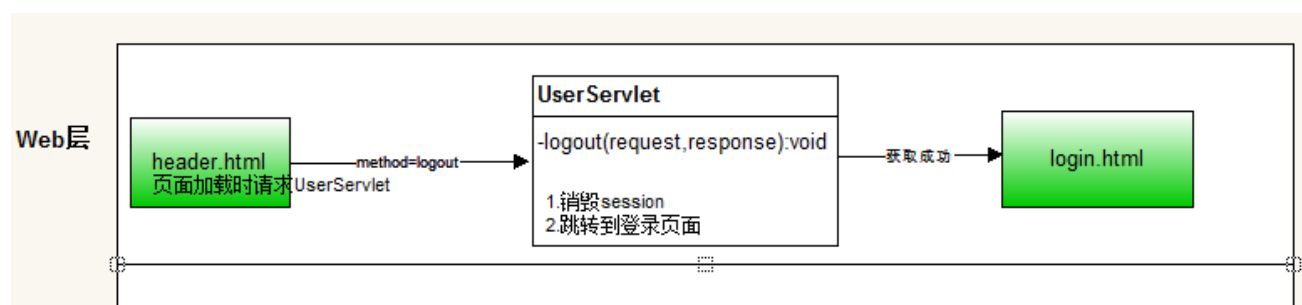 Web层
header.html
页面加载时请求UserServlet
method=logout
UserServlet
-logout(request,response):void
1.销毁session
2.跳转到登录页面
获取成功
login.html